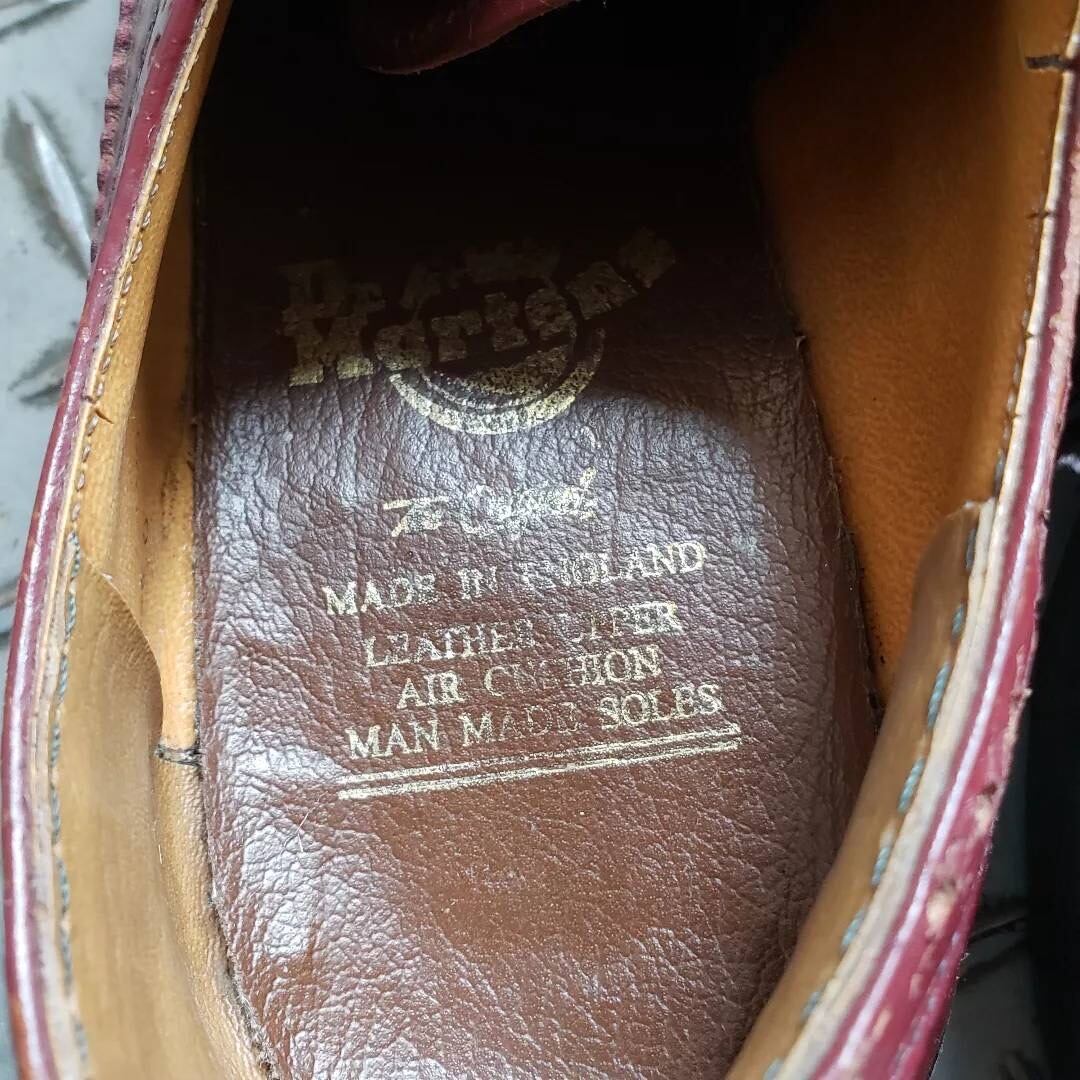 Dr
Martens
The Original
MADE IN ENGLAND
LEATHER UPPER
AIR CUSHION
MAN MADE SOLES